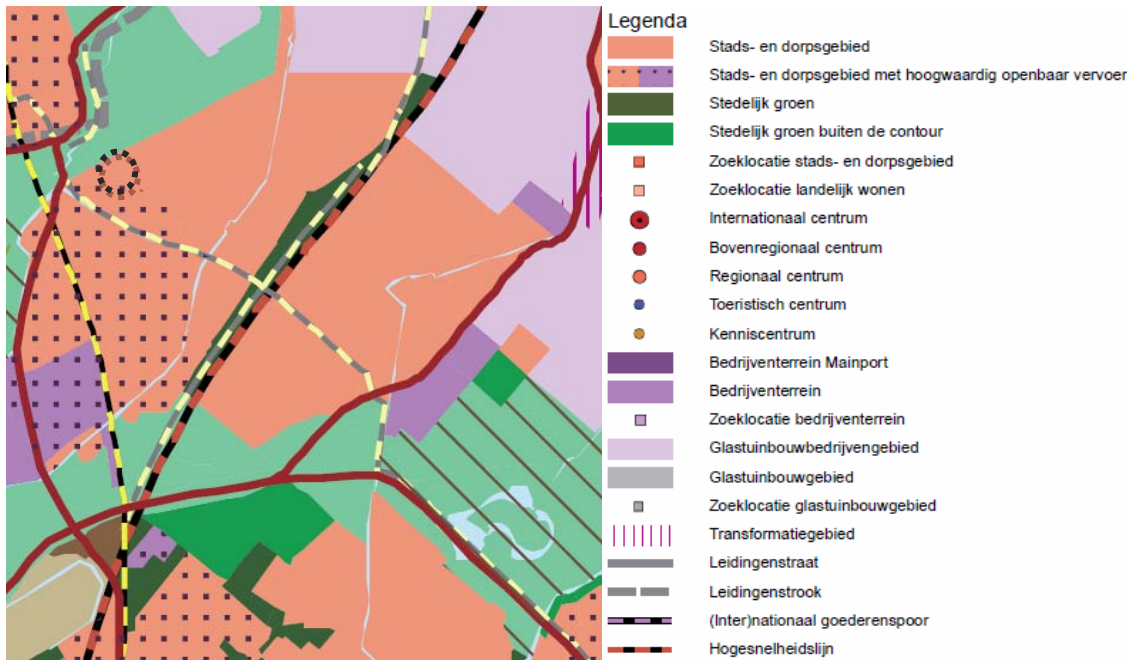 Legenda
Stads- en dorpsgebied
Stads- en dorpsgebied met hoogwaardig openbaar vervoer
Stedelijk groen
Stedelijk groen buiten de contour
Zoeklocatie stads- en dorpsgebied
Zoeklocatie landelijk wonen
Internationaal centrum
Bovenregionaal centrum
Regionaal centrum
Toeristisch centrum
Kenniscentrum
Bedrijventerrein Mainport
Bedrijventerrein
Zoeklocatie bedrijventerrein
Glastuinbouwbedrijvengebied
Glastuinbouwgebied
Zoeklocatie glastuinbouwgebied
Transformatiegebied
Leidingenstraat
Leidingenstrook
(Inter)nationaal goederenspoor
Hogesnelheidslijn